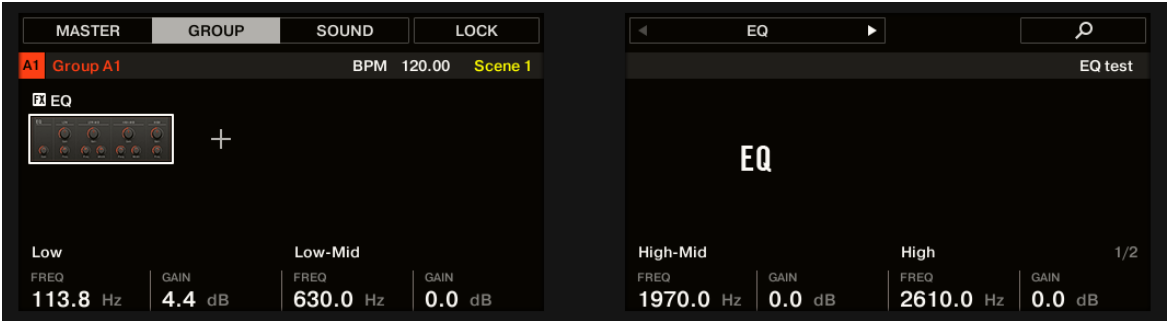 MASTER GROUP SOUND LOCK
A1 Group A1 BPM 120.00 Scene 1
FX EQ
Low Low-Mid
FREQ GAIN FREQ GAIN
113.8 Hz 4.4 dB 630.0 Hz 0.0 dB
EQ
EQ test
EQ
High-Mid High 1/2
FREQ GAIN FREQ GAIN
1970.0 Hz 0.0 dB 2610.0 Hz 0.0 dB